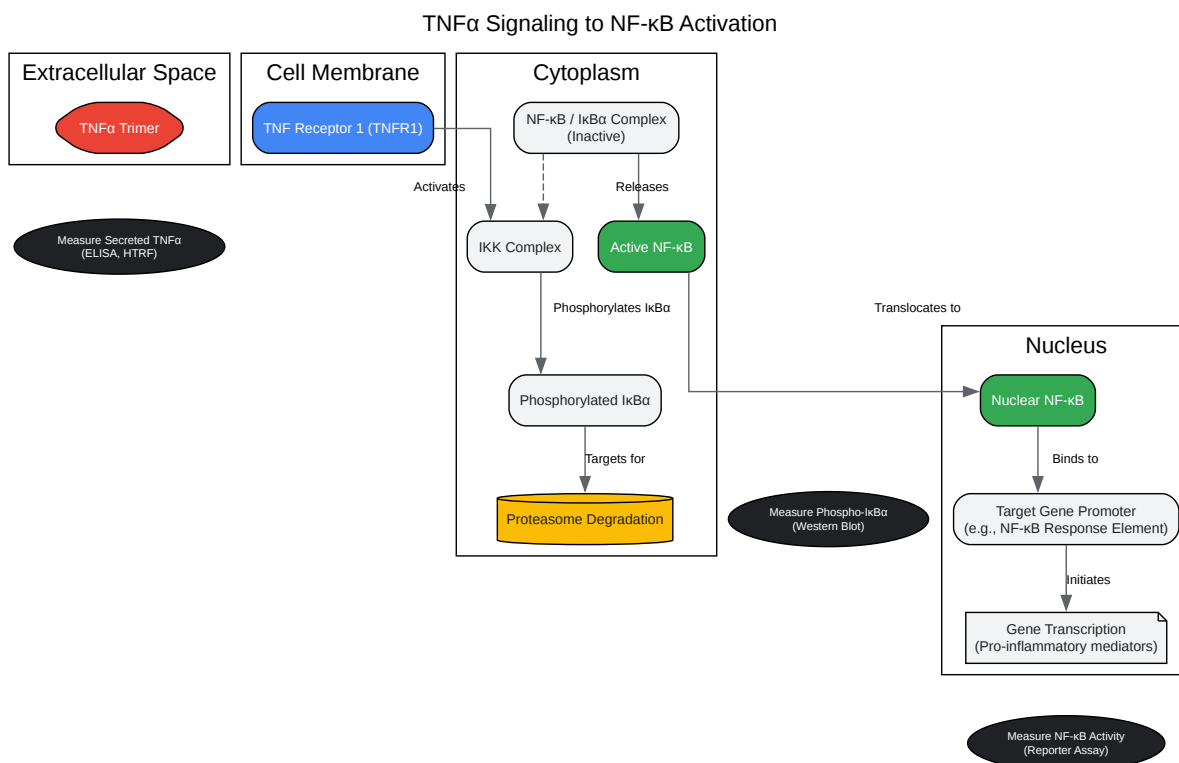 TNFα Signaling to NF-κB Activation
Extracellular Space
TNFα Trimer
Cell Membrane
TNF Receptor 1 (TNFR1)
Cytoplasm
NF-κB / IκBα Complex
(Inactive)
Activates
Releases
Measure Secreted TNFα
(ELISA, HTRF)
IKK Complex
Active NF-κB
Phosphorylates IκBα
Translocates to
Nucleus
Phosphorylated IκBα
Nuclear NF-κB
Targets for
Binds to
Proteasome Degradation
Measure Phospho-IκBα
(Western Blot)
Target Gene Promoter
(e.g., NF-κB Response Element)
Initiates
Gene Transcription
(Pro-inflammatory mediators)
Measure NF-κB Activity
(Reporter Assay)